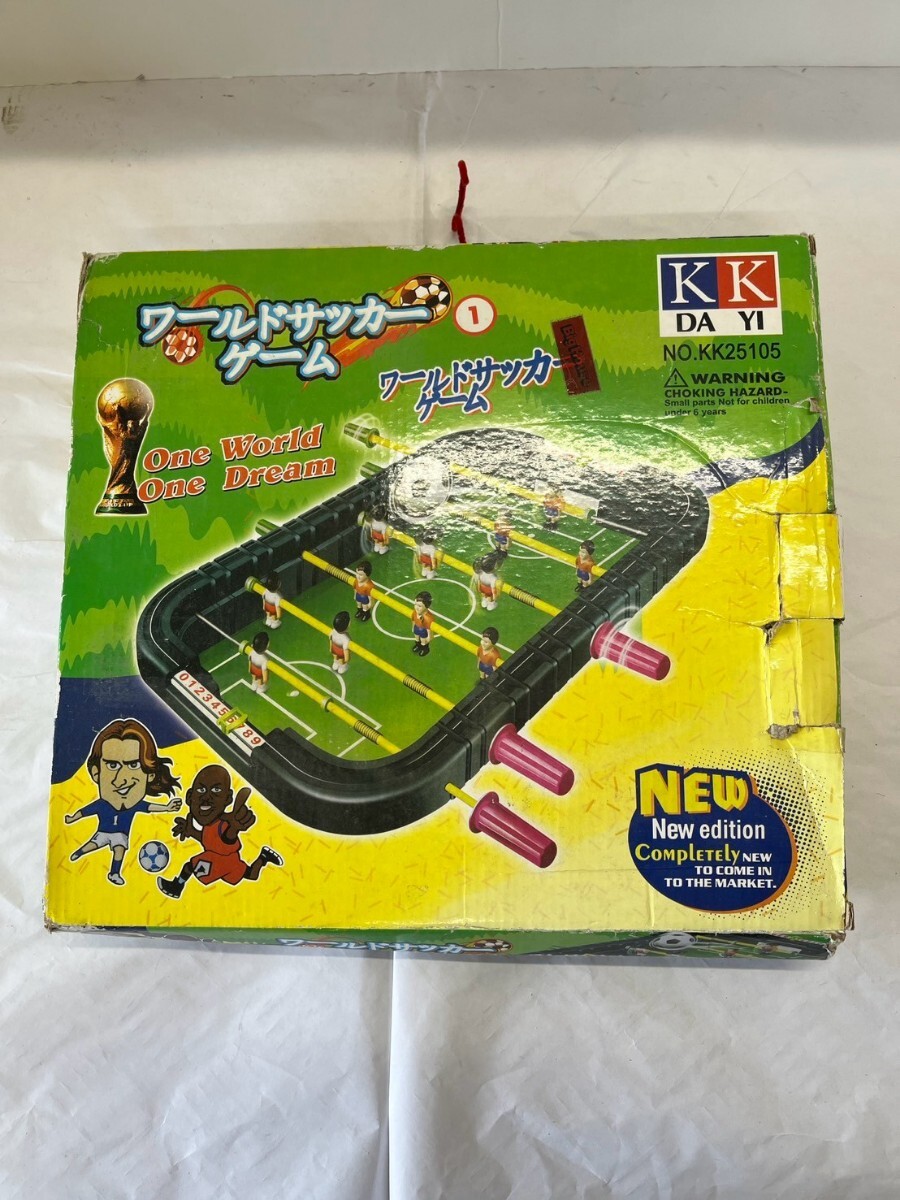 ワールドサッカー
ゲーム
1
ワールドサッカー
ゲーム
K K
DA YI
NO.KK25105
WARNING
CHOKING HAZARD-
Small parts Not for children
under 6 years
One World
One Dream
0123456
89
1
NEW
New edition
Completely NEW
TO COME IN
TO THE MARKET.
ワールドサッカー